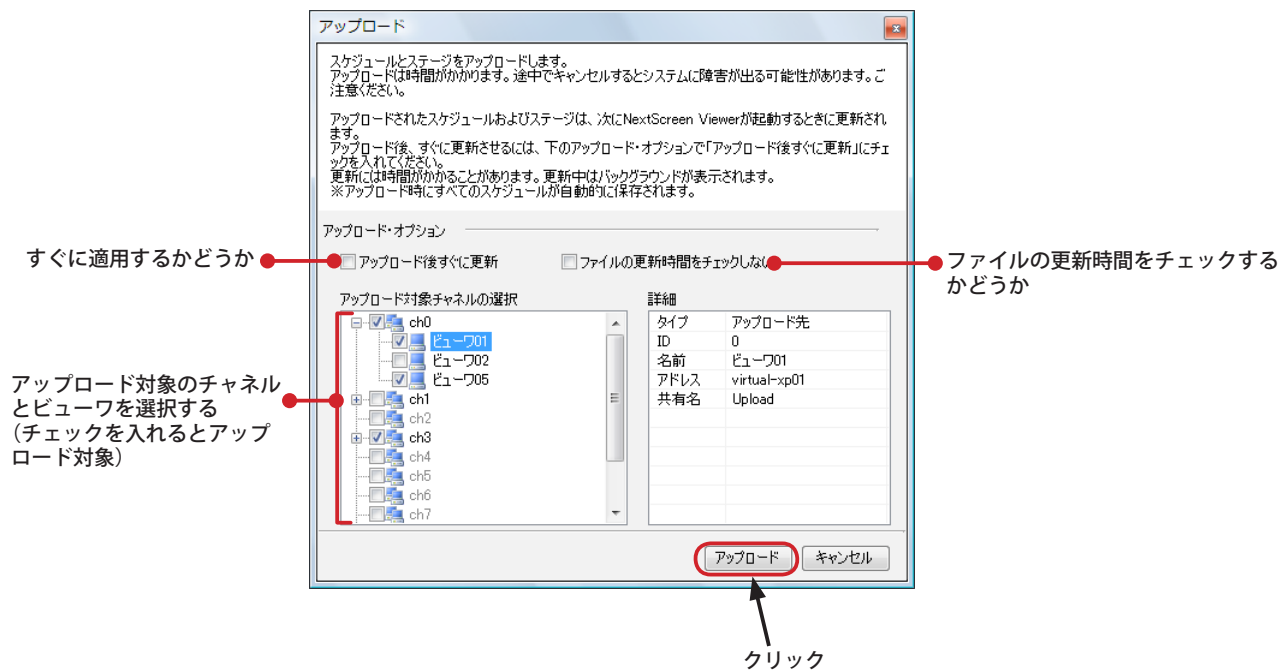 アップロード
スケジュールとステージをアップロードします。
アップロードは時間がかかります。途中でキャンセルするとシステムに障害が出る可能性があります。ご
注意ください。
アップロードされたスケジュールおよびステージは、次にNextScreen Viewerが起動するときに更新され
ます。
アップロード後、すぐに更新させるには、下のアップロード・オプションで「アップロード後すぐに更新」にチェ
ックを入れてください。
更新には時間がかかることがあります。更新中はバックグラウンドが表示されます。
※アップロード時にすべてのスケジュールが自動的に保存されます。
アップロード・オプション
すぐに適用するかどうか
アップロード後すぐに更新
ファイルの更新時間をチェックしない
ファイルの更新時間をチェックする
かどうか
アップロード対象チャネルの選択
ch0
ビューワ01
ビューワ02
ビューワ05
ch1
ch2
ch3
ch4
ch5
ch6
ch7
アップロード対象のチャネル
とビューワを選択する
（チェックを入れるとアップ
ロード対象）
詳細
タイプ アップロード先
ID 0
名前 ビューワ01
アドレス virtual-xp01
共有名 Upload
アップロード
キャンセル
クリック